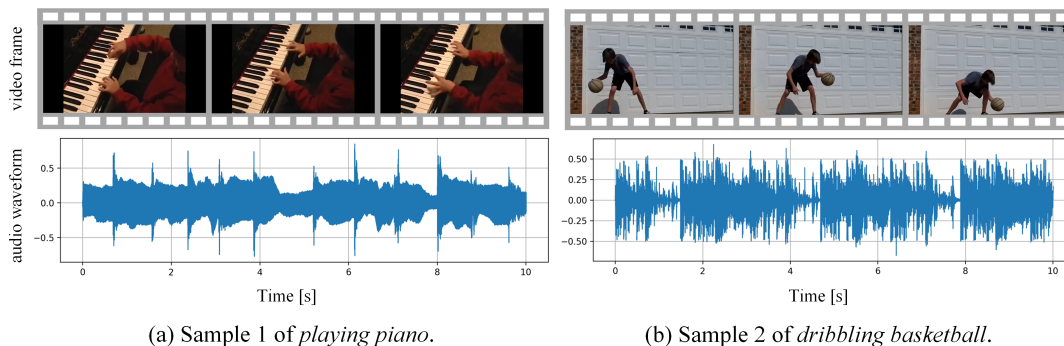 video frame
audio waveform
0.5
0.0
−0.5
0 2 4 6 8 10
Time [s]
(a) Sample 1 of playing piano.
0.50
0.25
0.00
−0.25
−0.50
0 2 4 6 8 10
Time [s]
(b) Sample 2 of dribbling basketball.